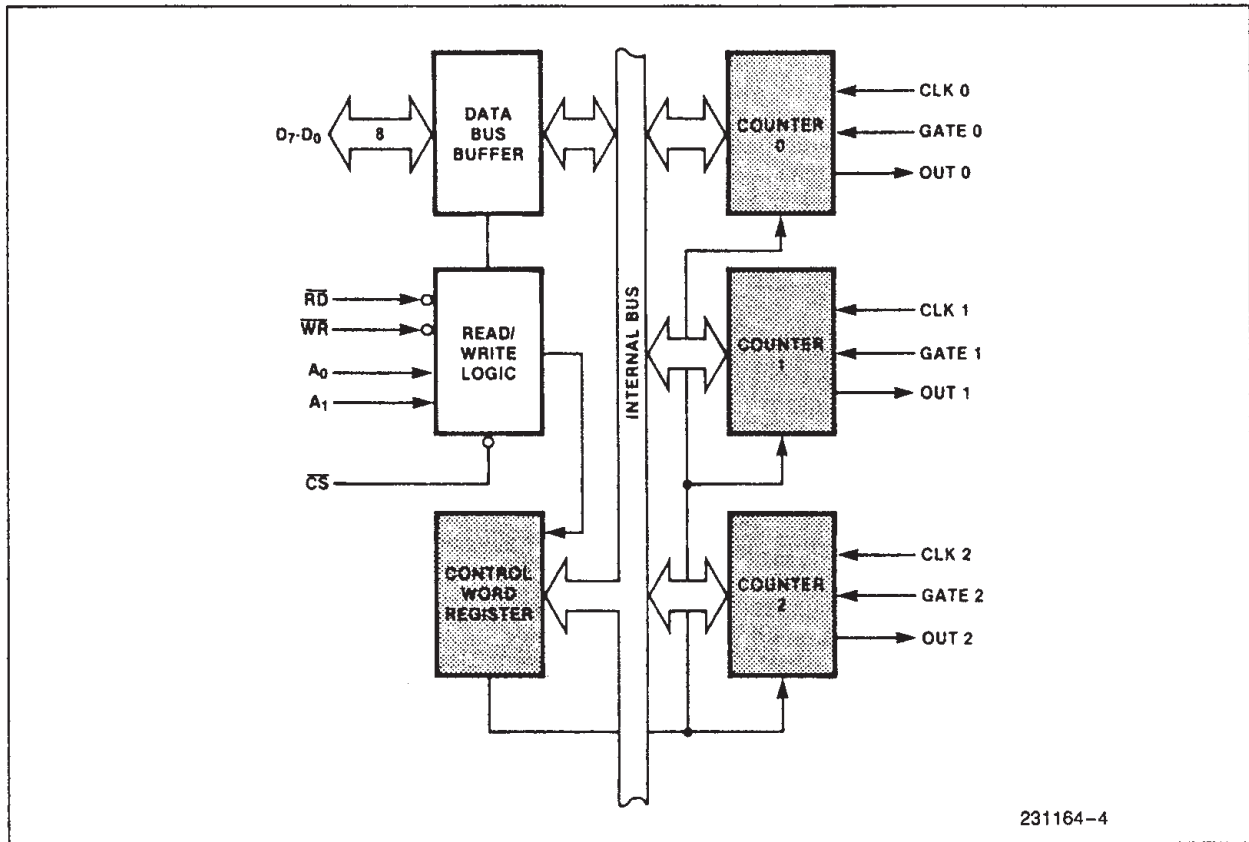 DATA
BUS
BUFFER
D7-D0
8
COUNTER
0
CLK 0
GATE 0
OUT 0
RD
WR
A0
A1
READ/
WRITE
LOGIC
CS
INTERNAL BUS
COUNTER
1
CLK 1
GATE 1
OUT 1
CONTROL
WORD
REGISTER
COUNTER
2
CLK 2
GATE 2
OUT 2
231164-4